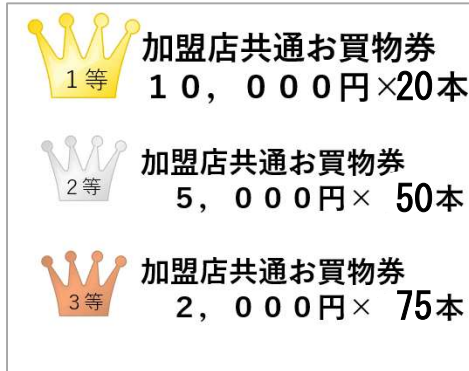 1等
加盟店共通お買物券
１０，０００円×20本
2等
加盟店共通お買物券
５，０００円× 50本
3等
加盟店共通お買物券
２，０００円× 75本